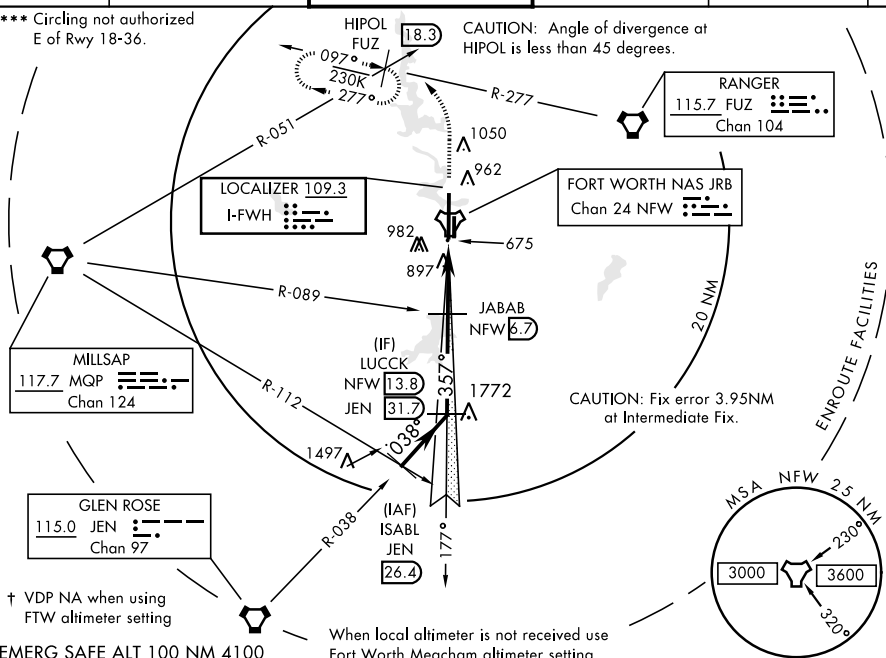 *** Circling not authorized
E of Rwy 18-36.
HIPOL
FUZ
18.3
CAUTION: Angle of divergence at
HIPOL is less than 45 degrees.
097°
230K
277°
R-277
RANGER
115.7 FUZ
Chan 104
R-051
1050
962
LOCALIZER 109.3
I-FWH
FORT WORTH NAS JRB
Chan 24 NFW
982
675
897
R-089
JABAB
NFW 6.7
20 NM
ENROUTE FACILITIES
MILLSAP
117.7 MQP
Chan 124
(IF)
LUCCK
NFW 13.8
JEN 31.7
357°
1772
R-112
CAUTION: Fix error 3.95NM
at Intermediate Fix.
038°
1497
GLEN ROSE
115.0 JEN
Chan 97
R-038
(IAF)
ISABL
JEN
26.4
177°
MSA NFW 25 NM
230°
3000
3600
320°
† VDP NA when using
FTW altimeter setting
EMERG SAFE ALT 100 NM 4100
When local altimeter is not received use
Fort Worth Meacham altimeter setting